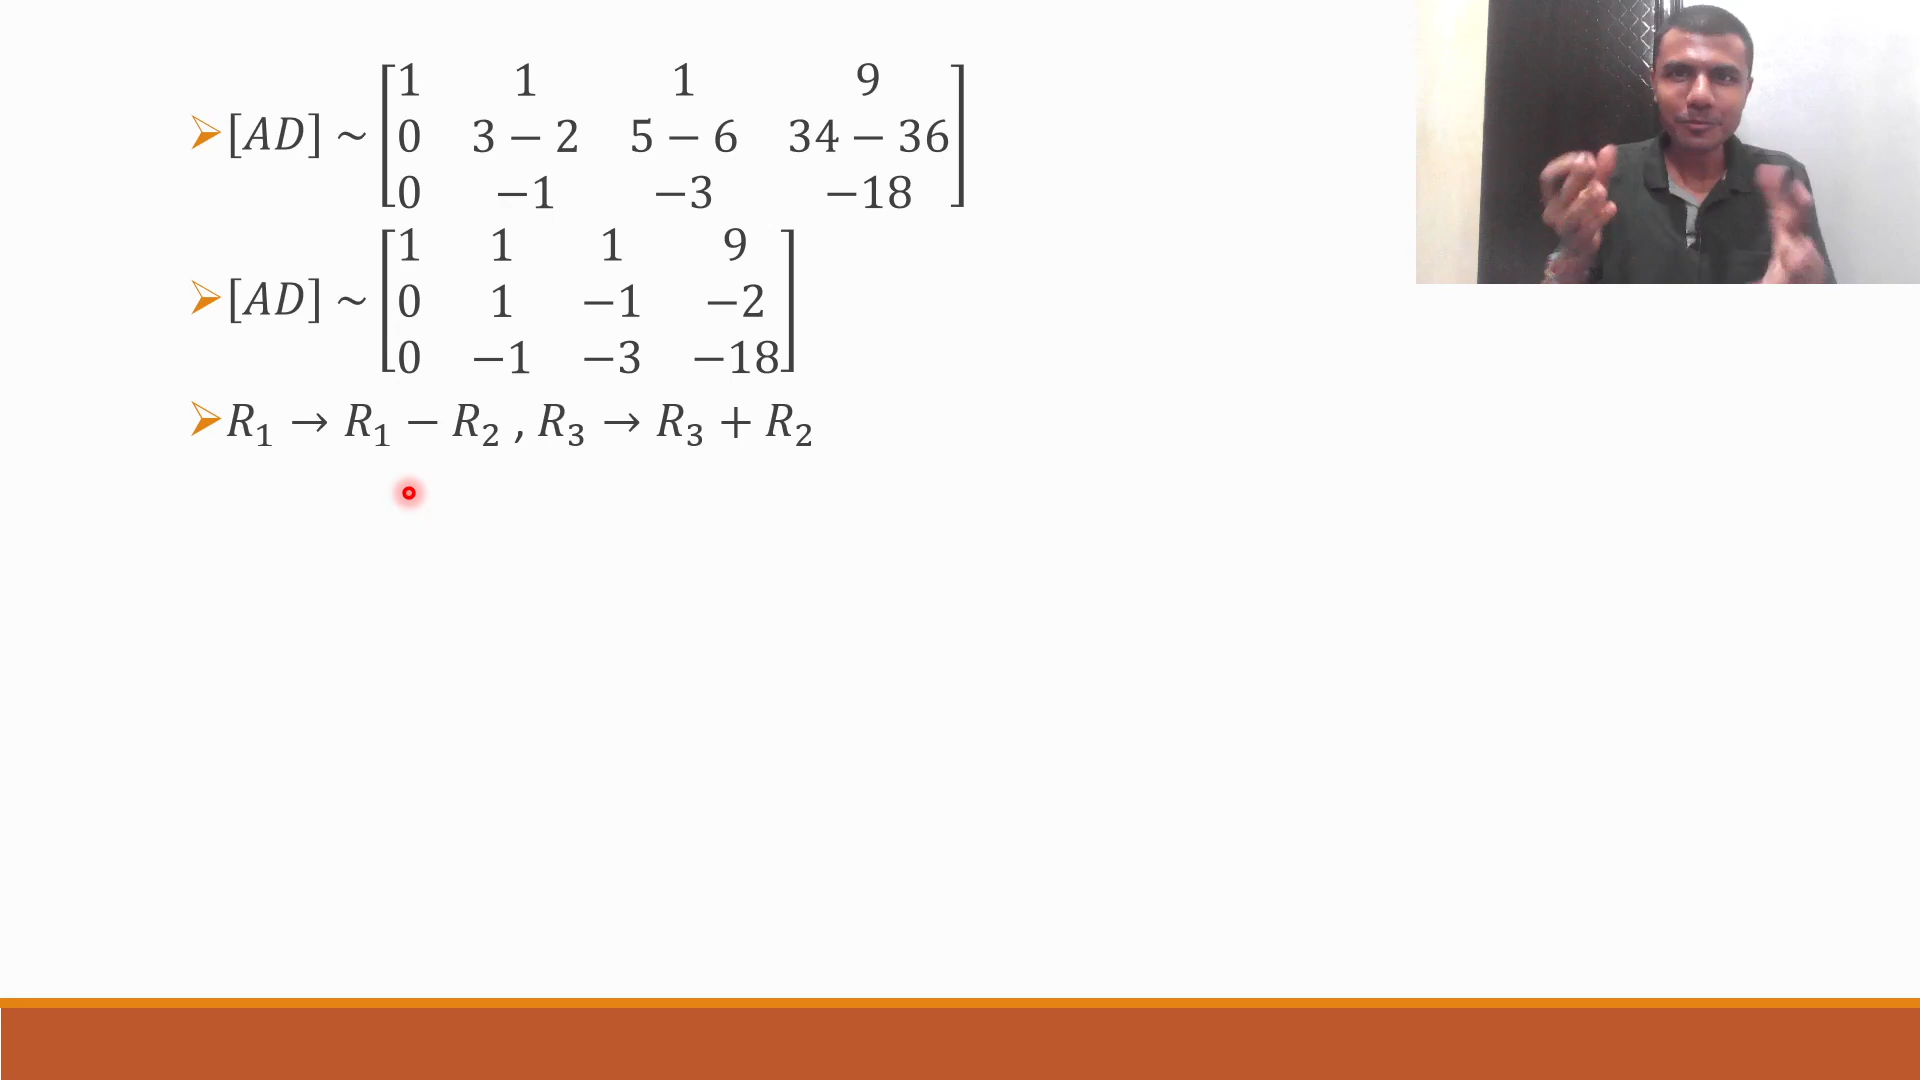 [AD] ~ [1 1 1 9
0 3 − 2 5 − 6 34 − 36
0 −1 −3 −18]
[AD] ~ [1 1 1 9
0 1 −1 −2
0 −1 −3 −18]
R₁ → R₁ − R₂ , R₃ → R₃ + R₂